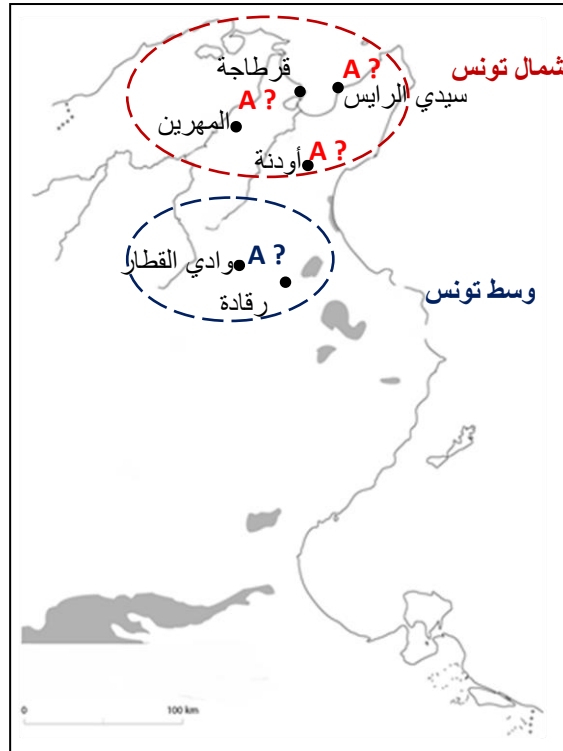 شمال تونس
قرطاجة
A ?
سيدي الرايس
A ?
المهرين
A ?
أودنة
وادي القطار
A ?
رقادة
وسط تونس
0
100 km